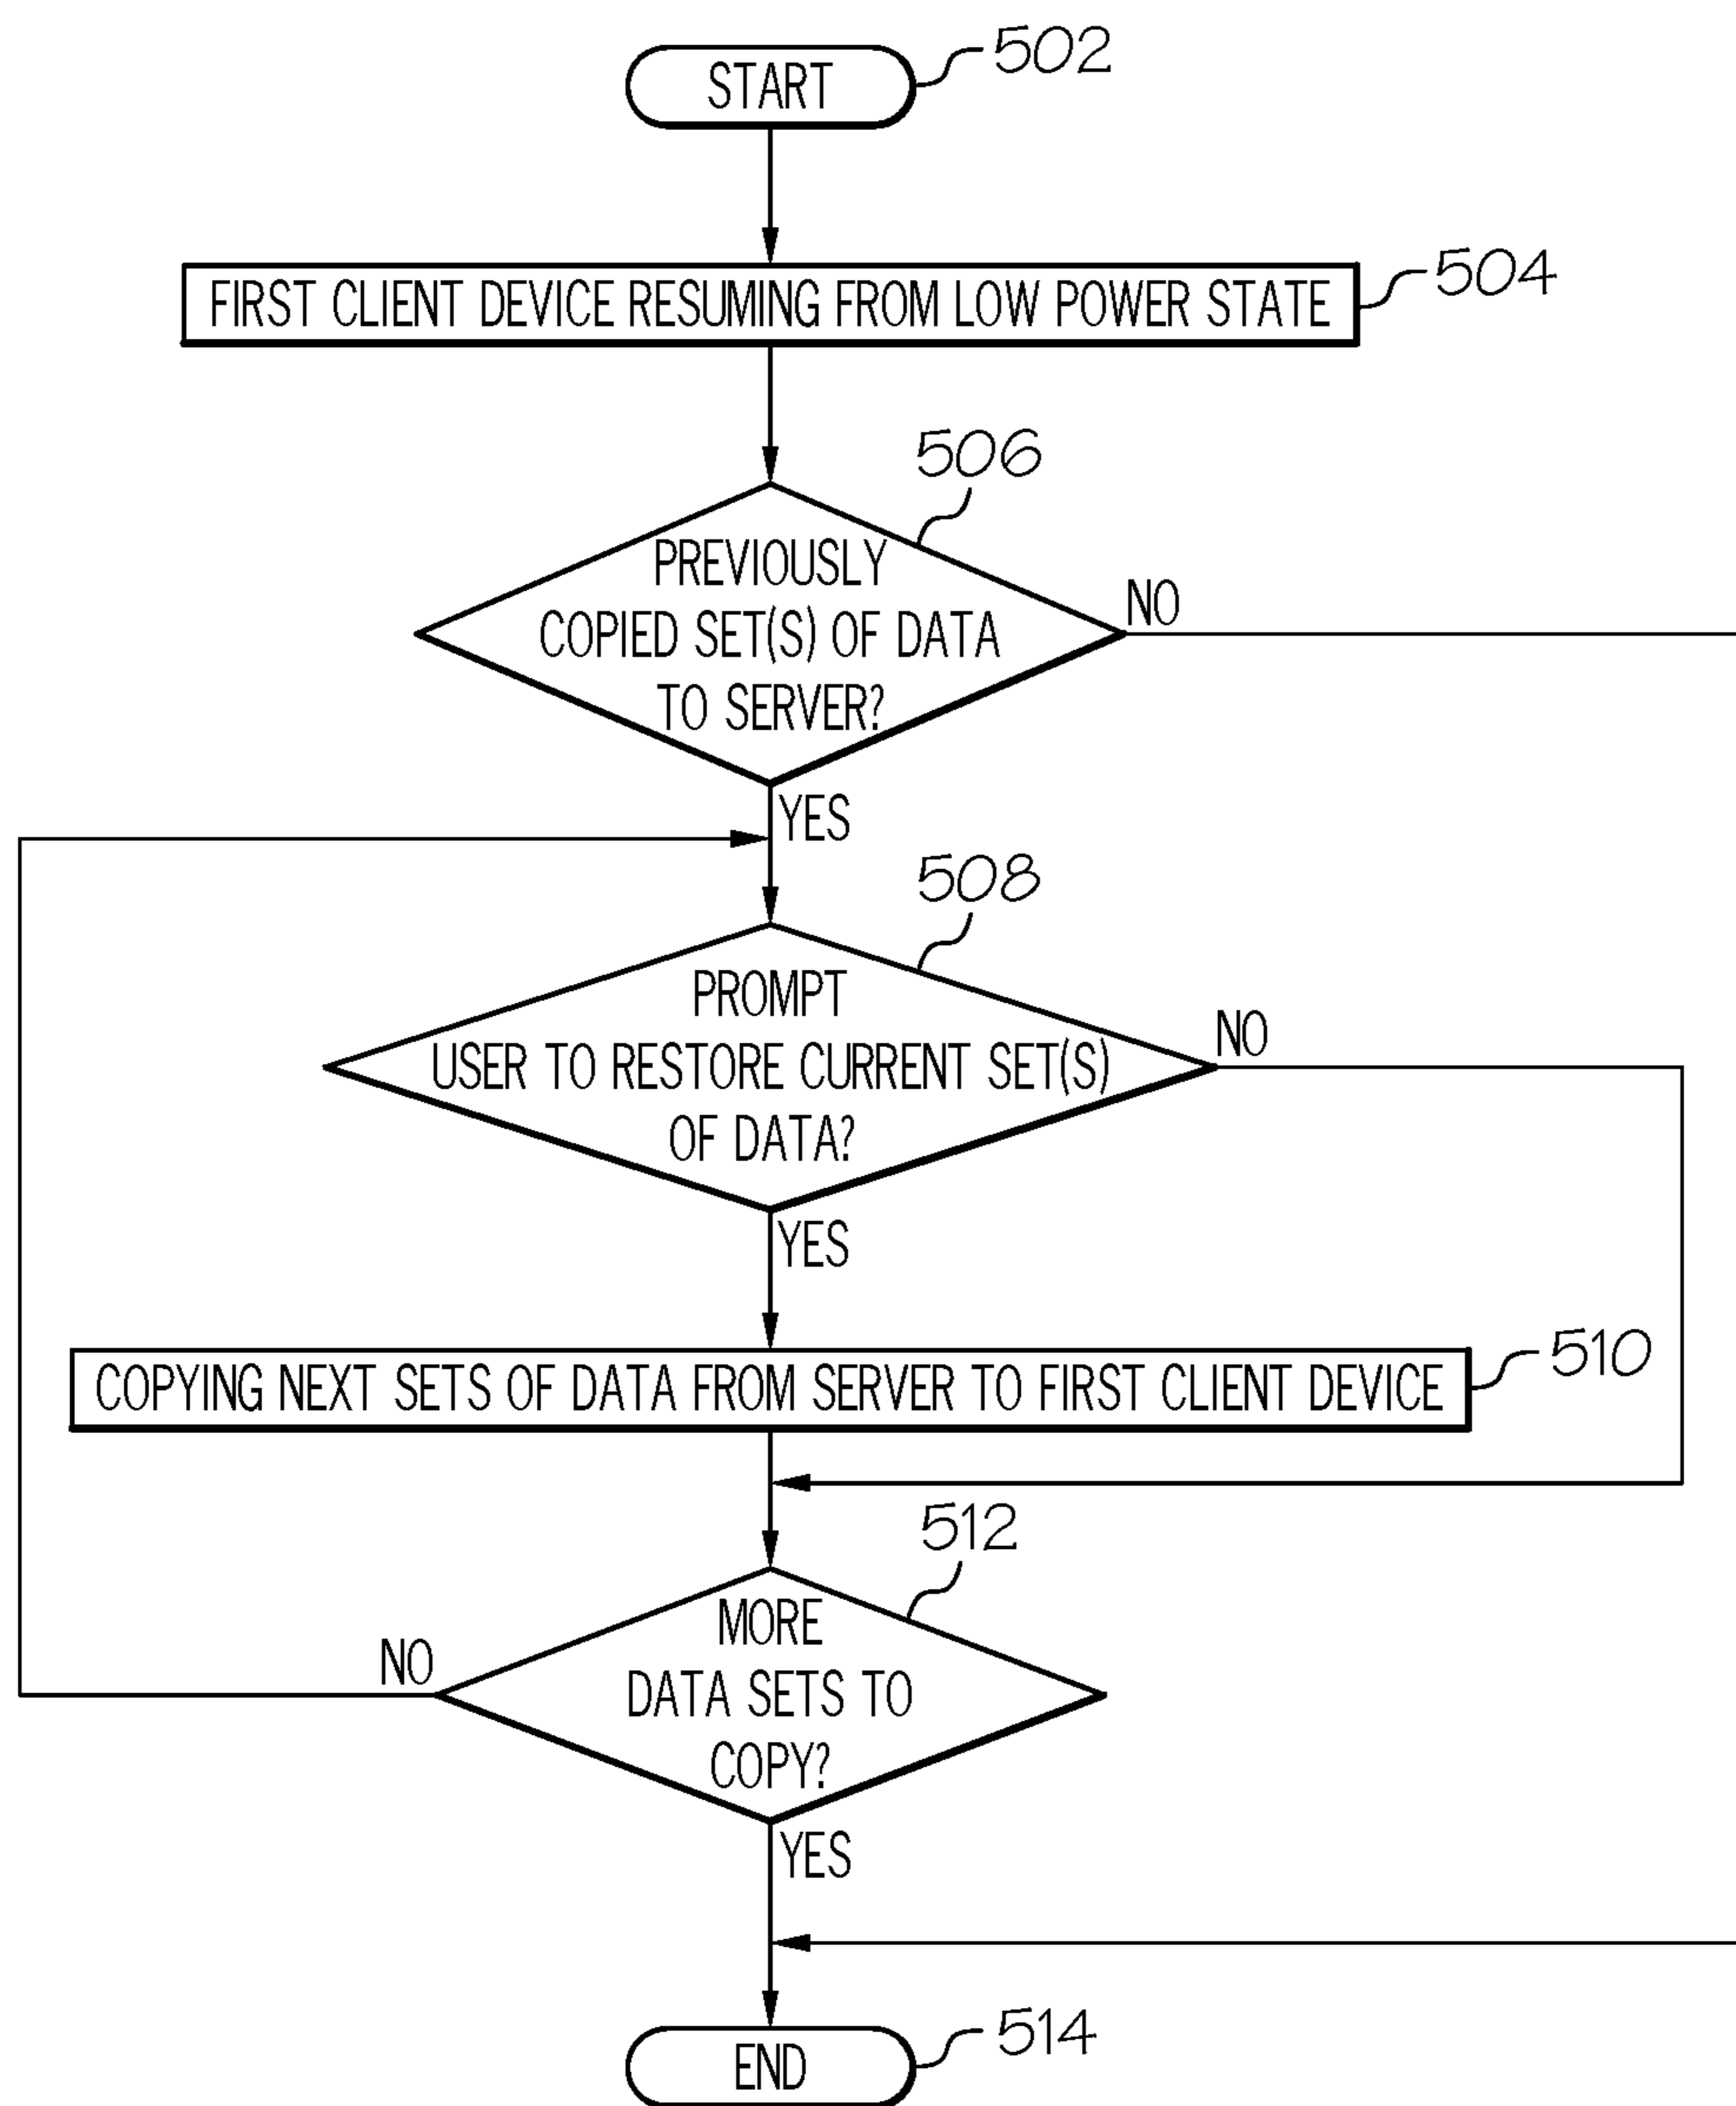 START
502
FIRST CLIENT DEVICE RESUMING FROM LOW POWER STATE
504
506
PREVIOUSLY
COPIED SET(S) OF DATA
TO SERVER?
NO
YES
508
PROMPT
USER TO RESTORE CURRENT SET(S)
OF DATA?
NO
YES
COPYING NEXT SETS OF DATA FROM SERVER TO FIRST CLIENT DEVICE
510
512
MORE
DATA SETS TO
COPY?
NO
YES
END
514